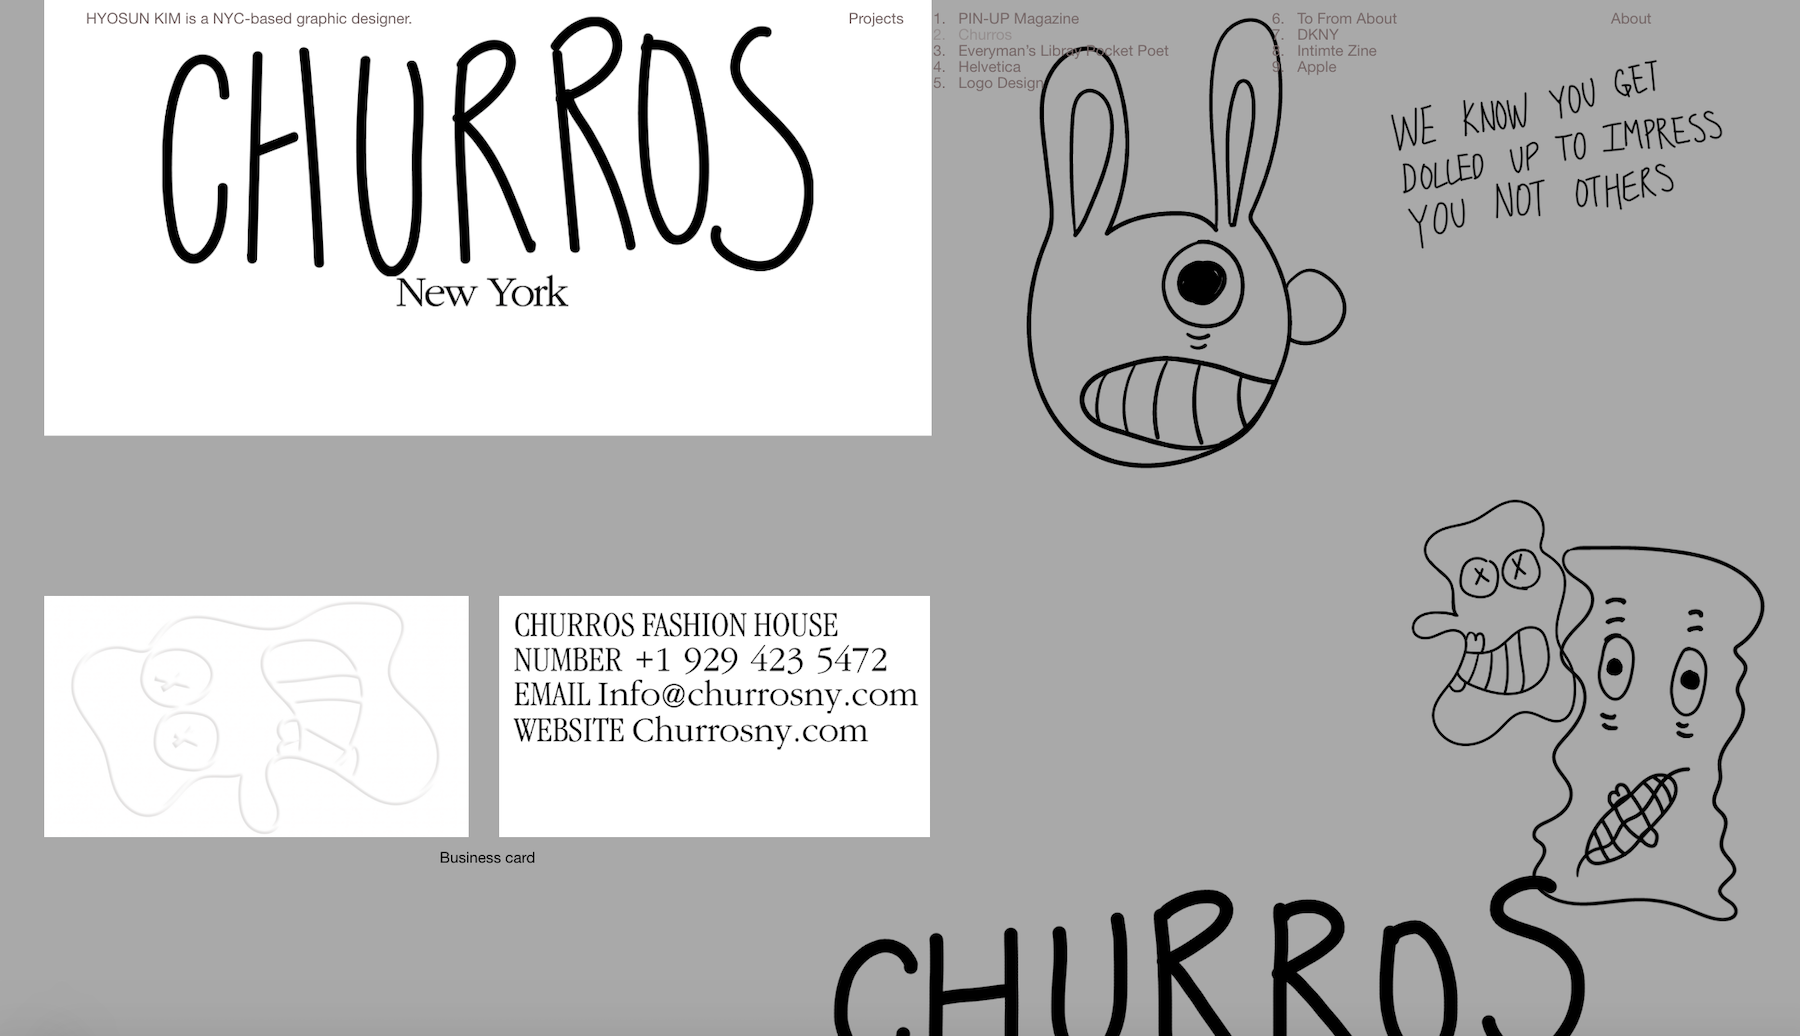 HYOSUN KIM is a NYC-based graphic designer.
Projects
1. PIN-UP Magazine
2. Churros
3. Everyman's Libray Pocket Poet
4. Helvetica
5. Logo Design
6. To From About
7. DKNY
8. Intimte Zine
9. Apple
About
CHURROS
New York
WE KNOW YOU GET
DOLLED UP TO IMPRESS
YOU NOT OTHERS
CHURROS FASHION HOUSE
NUMBER +1 929 423 5472
EMAIL Info@churrosny.com
WEBSITE Churrosny.com
Business card
CHURROS